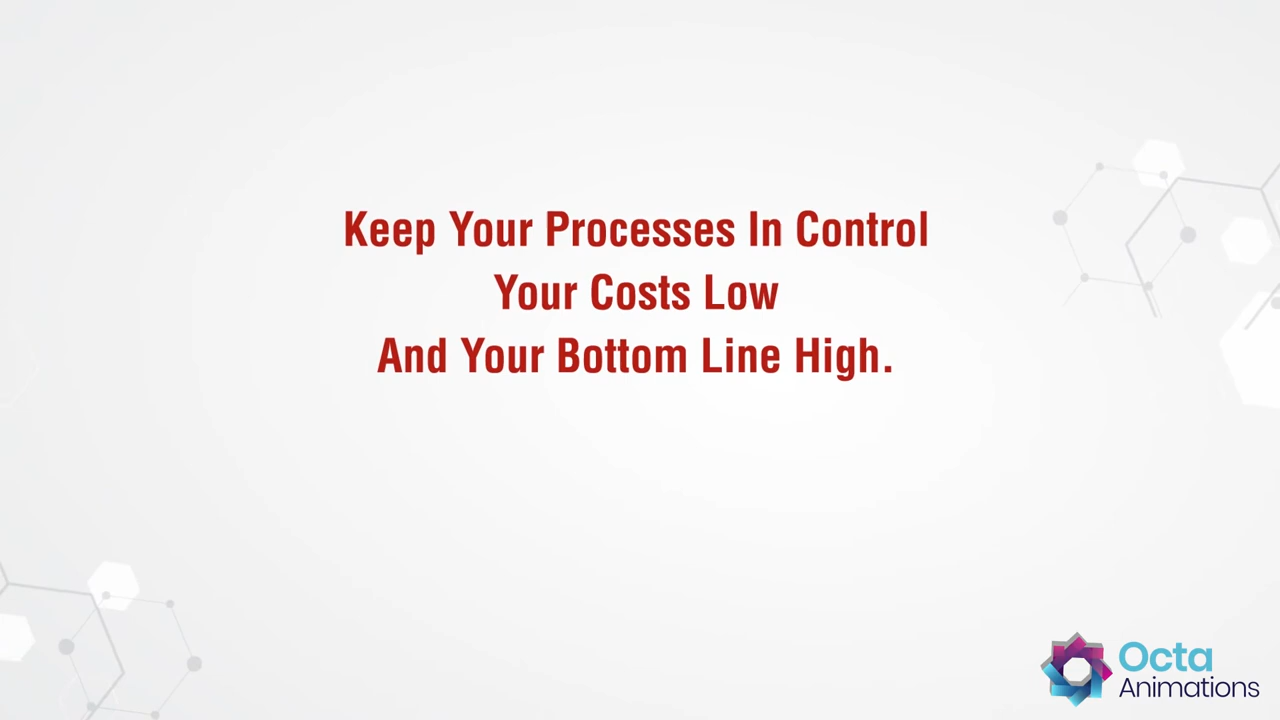 Keep Your Processes In Control
Your Costs Low
And Your Bottom Line High.
Octa
Animations